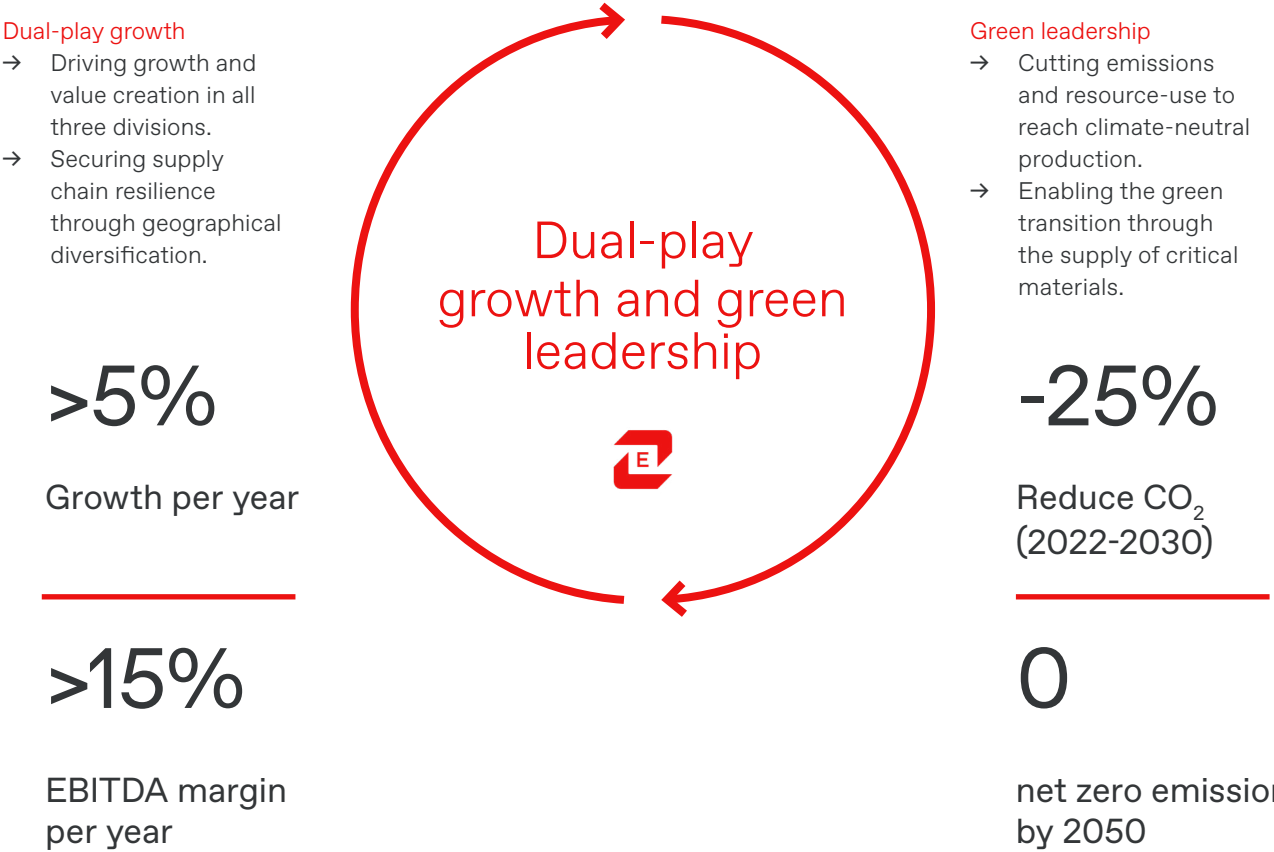 Dual-play growth
→ Driving growth and
value creation in all
three divisions.
→ Securing supply
chain resilience
through geographical
diversification.
>5%
Growth per year
>15%
EBITDA margin
per year
Dual-play
growth and green
leadership
E
Green leadership
→ Cutting emissions
and resource-use to
reach climate-neutral
production.
→ Enabling the green
transition through
the supply of critical
materials.
-25%
Reduce CO₂
(2022-2030)
0
net zero emission
by 2050